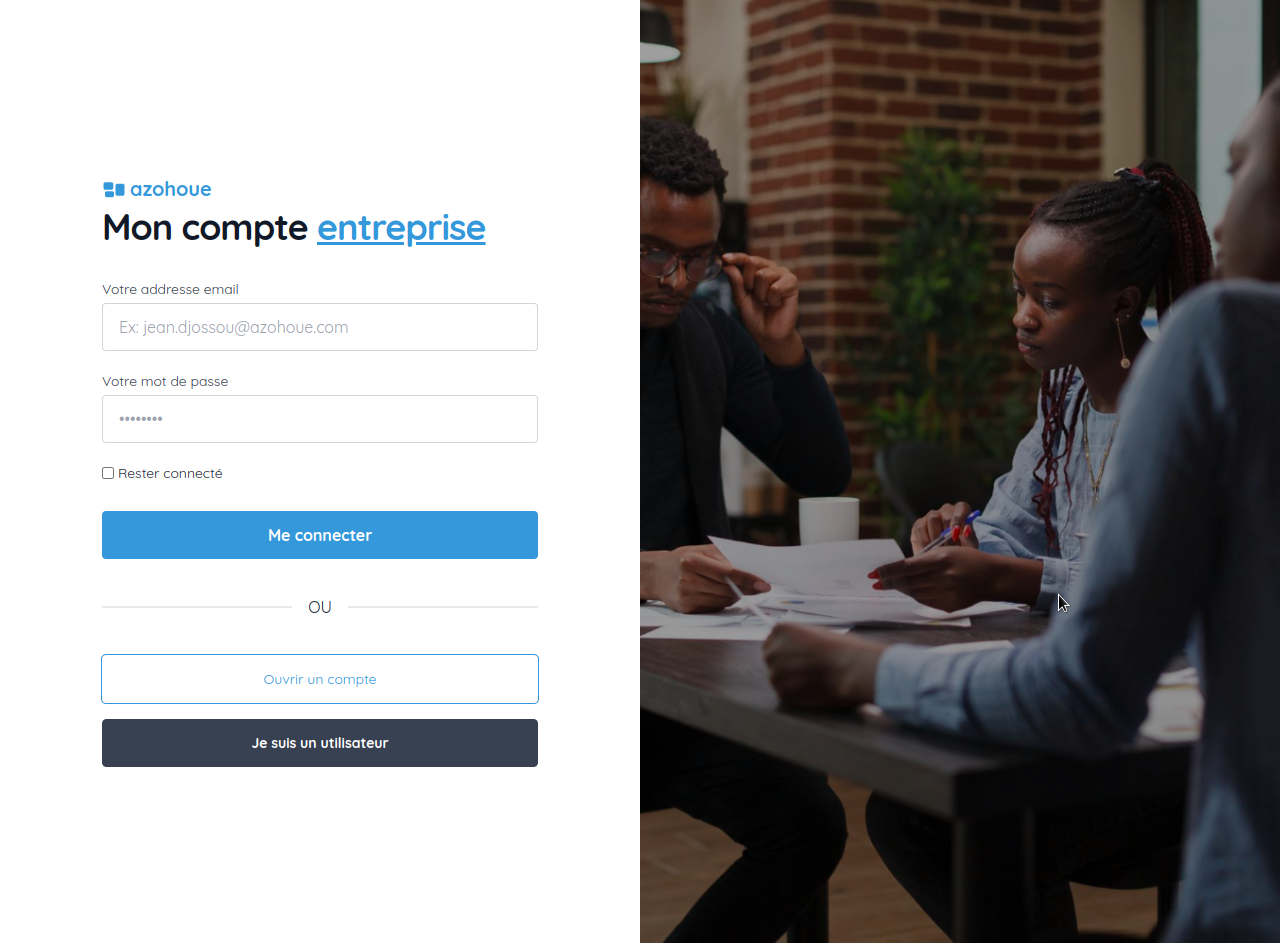 azohoue
Mon compte entreprise
Votre addresse email
Ex: jean.djossou@azohoue.com
Votre mot de passe
••••••••
Rester connecté
Me connecter
OU
Ouvrir un compte
Je suis un utilisateur